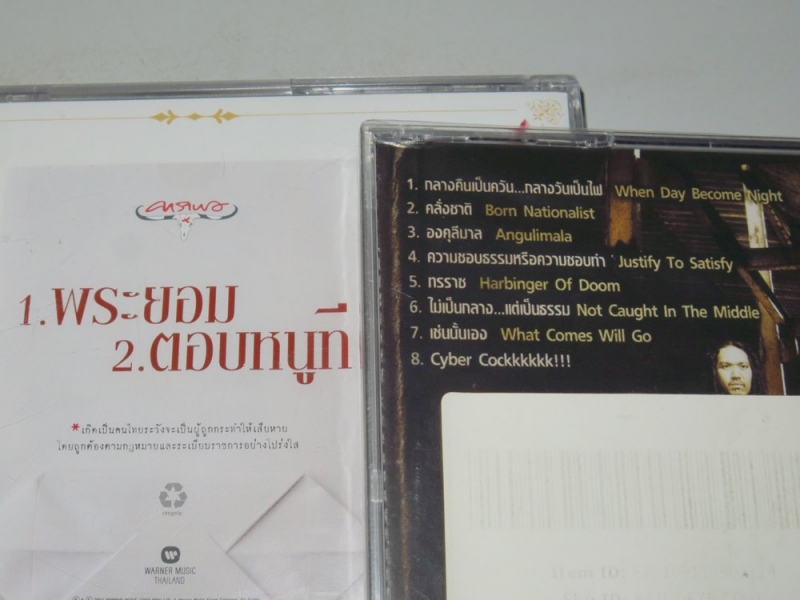 คาราบาว
1.พระยอม
2.ตอบหนูที
*เกิดเป็นคนไทยระวังจะเป็นผู้ถูกกระทำให้เสียหาย
โดยถูกต้องตามกฎหมายและระเบียบราชการอย่างโปร่งใส
recycle
WARNER MUSIC
THAILAND
1. กลางคืนเป็นควัน...กลางวันเป็นไฟ When Day Become Night
2. คลั่งชาติ Born Nationalist
3. องคุลีมาล Angulimala
4. ความชอบธรรมหรือความชอบทำ Justify To Satisfy
5. ทรราช Harbinger Of Doom
6. ไม่เป็นกลาง...แต่เป็นธรรม Not Caught In The Middle
7. เช่นนั้นเอง What Comes Will Go
8. Cyber Cockkkkkk!!!
Item ID: